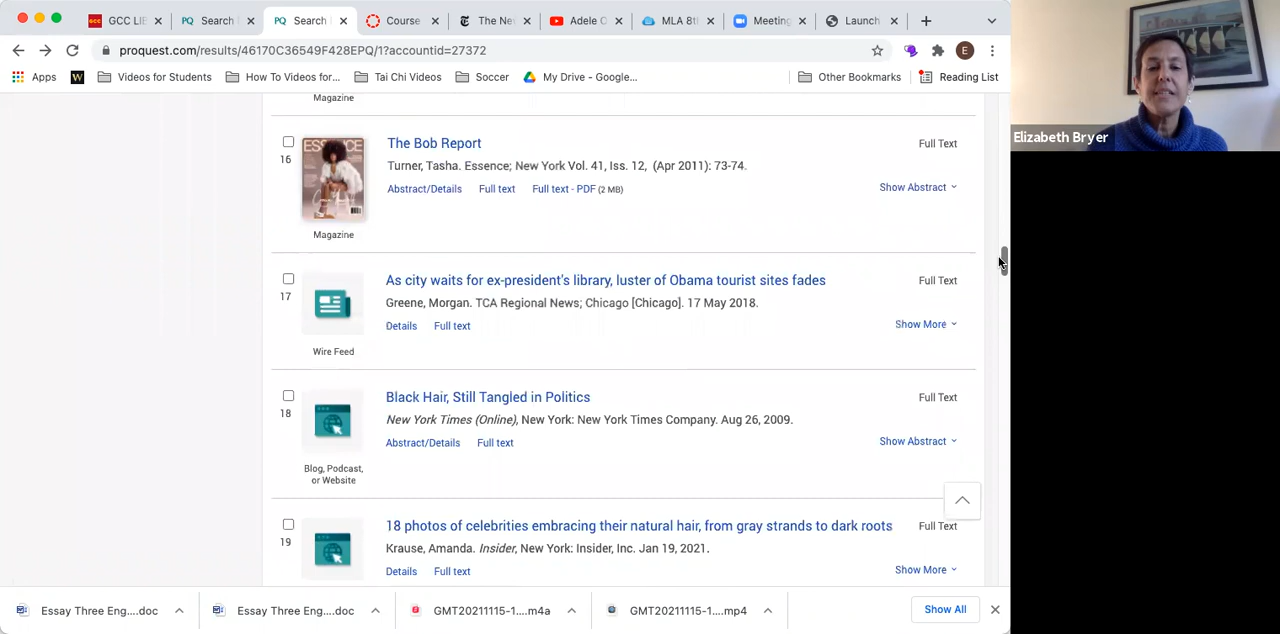 GCC LIE
Search
Search
Course
The Ne
Adele C
MLA 8t
Meeting
Launch
proquest.com/results/46170C36549F428EPQ/1?accountid=27372
E
Apps
W
Videos for Students
How To Videos for...
Tai Chi Videos
Soccer
My Drive - Google...
Other Bookmarks
Reading List
Elizabeth Bryer
Magazine
16
ESSENCE
The Bob Report
Full Text
Turner, Tasha. Essence; New York Vol. 41, Iss. 12, (Apr 2011): 73-74.
Abstract/Details Full text Full text - PDF (2 MB)
Show Abstract
Magazine
17
As city waits for ex-president's library, luster of Obama tourist sites fades
Full Text
Greene, Morgan. TCA Regional News; Chicago [Chicago]. 17 May 2018.
Details Full text
Show More
Wire Feed
18
Black Hair, Still Tangled in Politics
Full Text
New York Times (Online), New York: New York Times Company. Aug 26, 2009.
Abstract/Details Full text
Show Abstract
Blog, Podcast,
or Website
19
18 photos of celebrities embracing their natural hair, from gray strands to dark roots
Full Text
Krause, Amanda. Insider, New York: Insider, Inc. Jan 19, 2021.
Details Full text
Show More
Essay Three Eng....doc
Essay Three Eng....doc
GMT20211115-1....m4a
GMT20211115-1....mp4
Show All